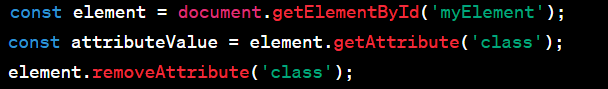 const element = document.getElementById('myElement');
const attributeValue = element.getAttribute('class');
element.removeAttribute('class');